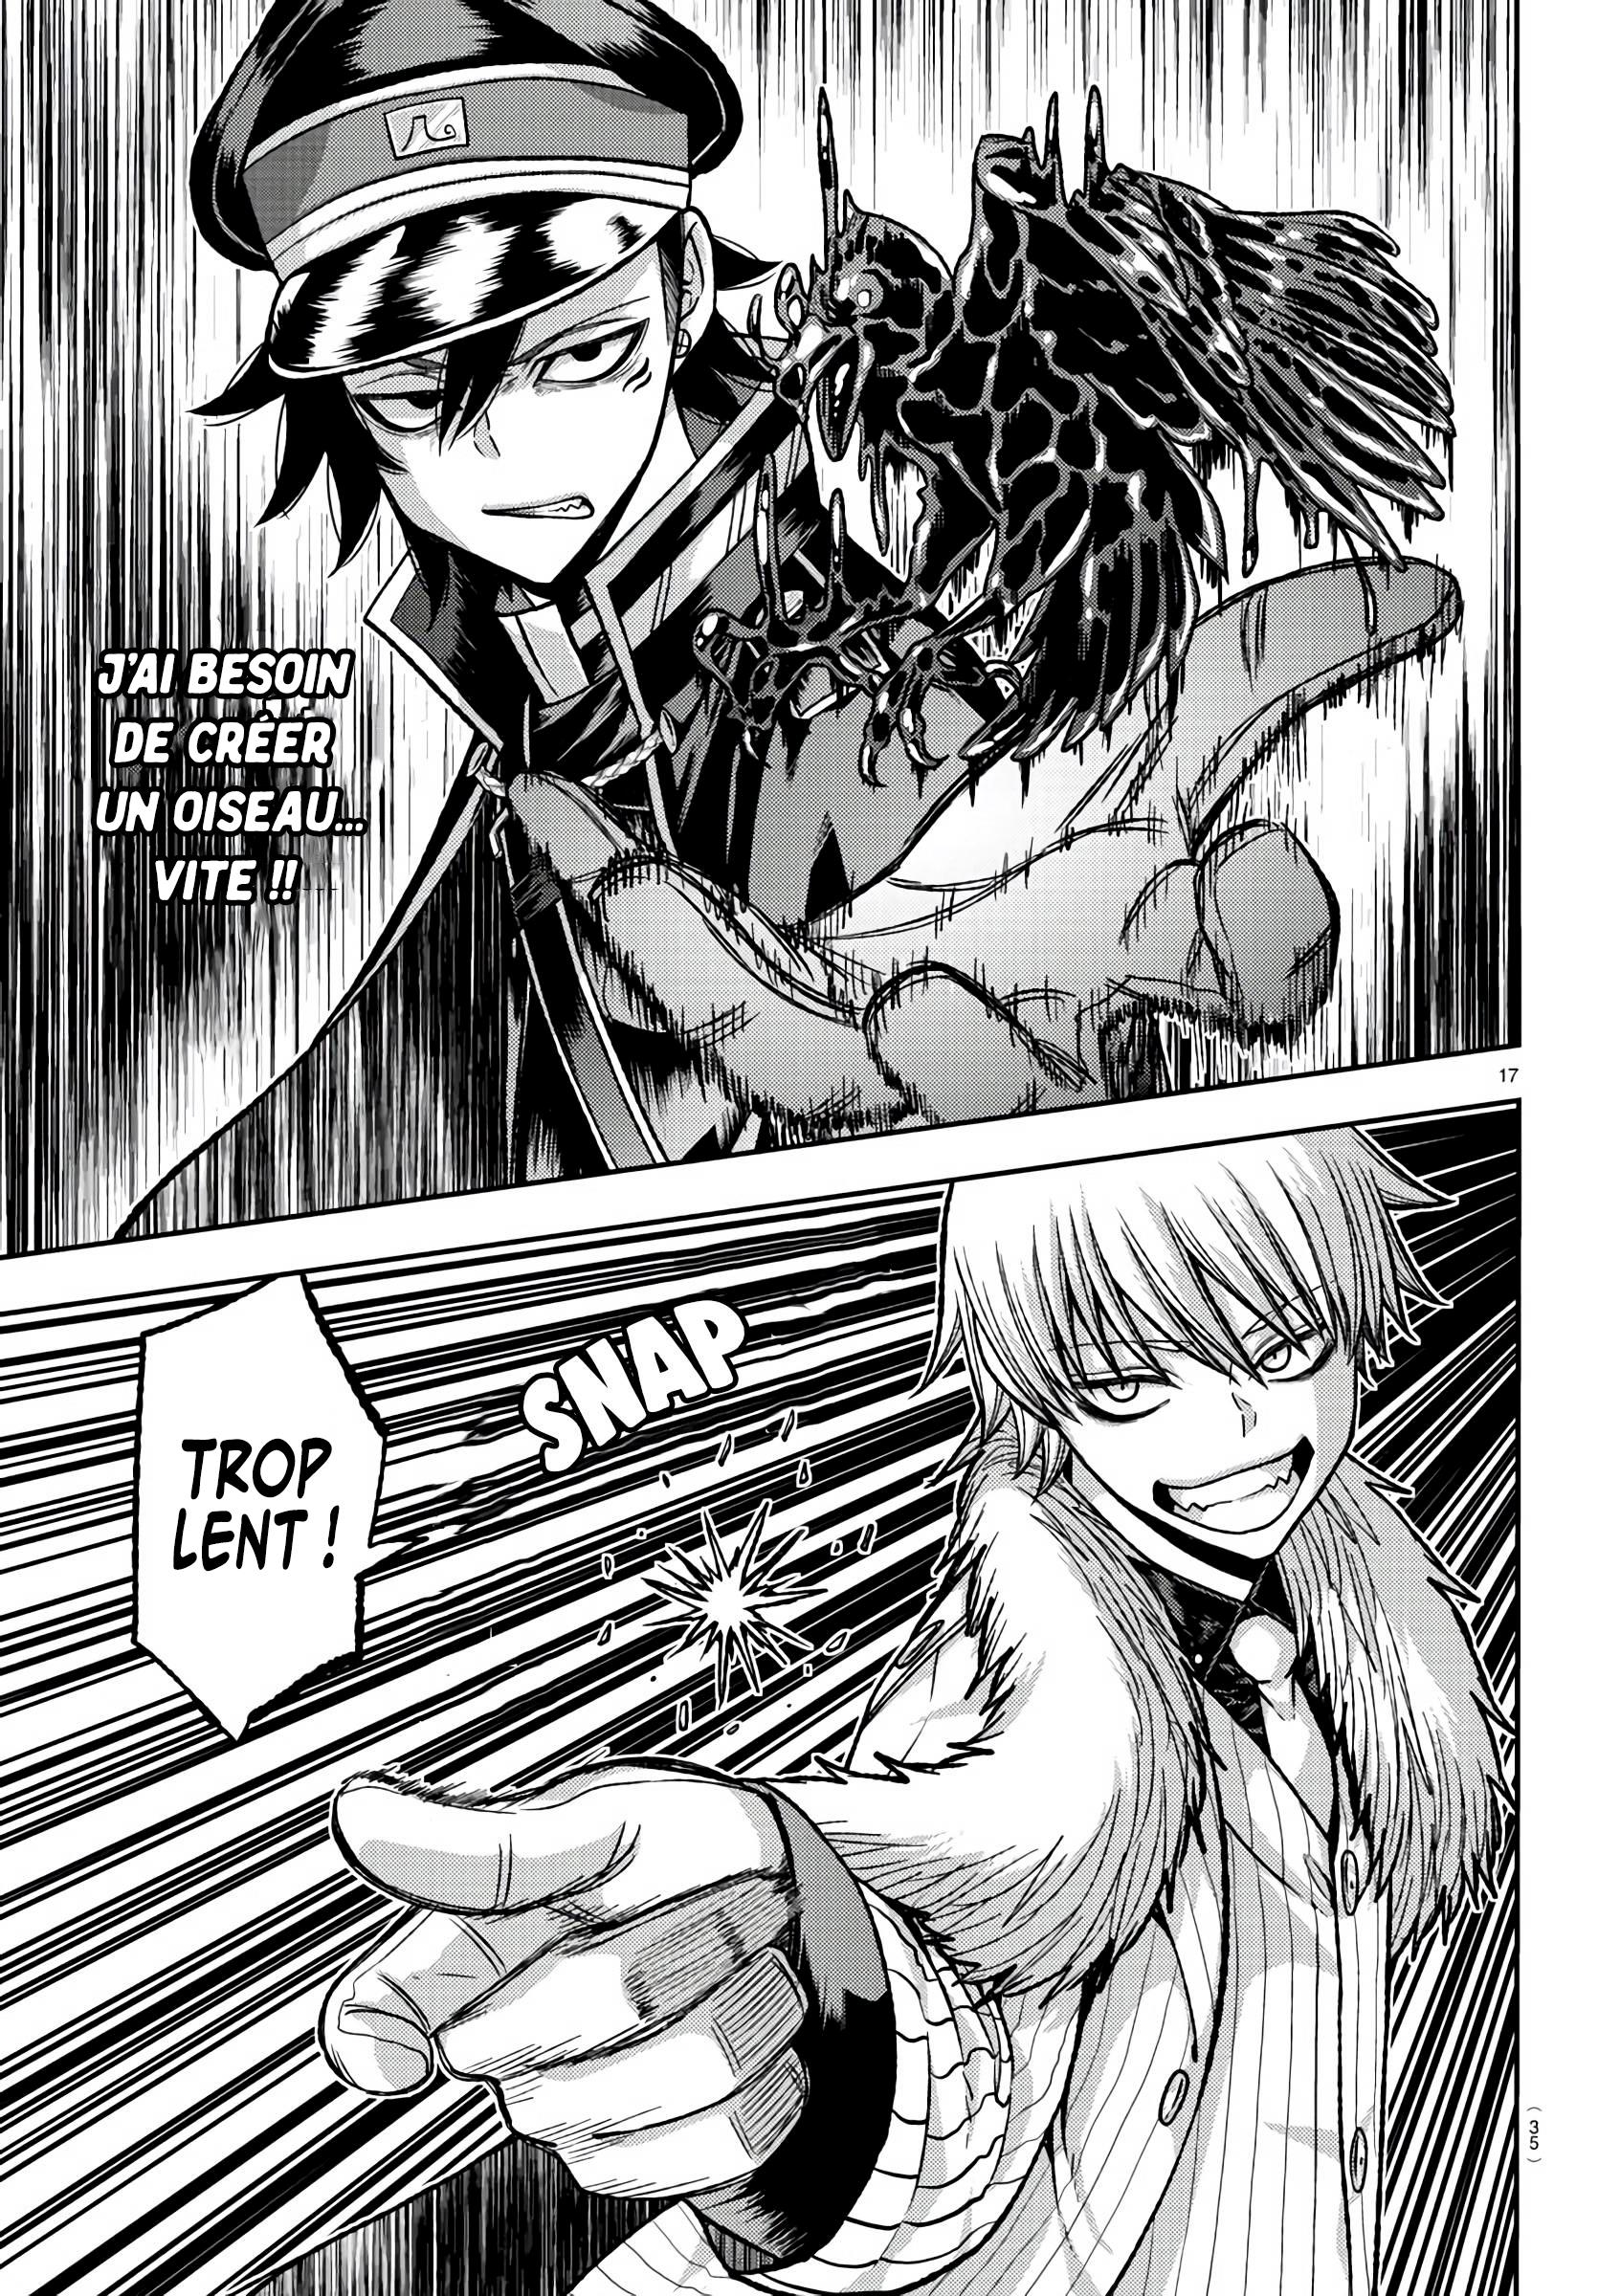 J'AI BESOIN
DE CRÉER
UN OISEAU...
VITE !!
17
SNAP
TROP
LENT !
(35)